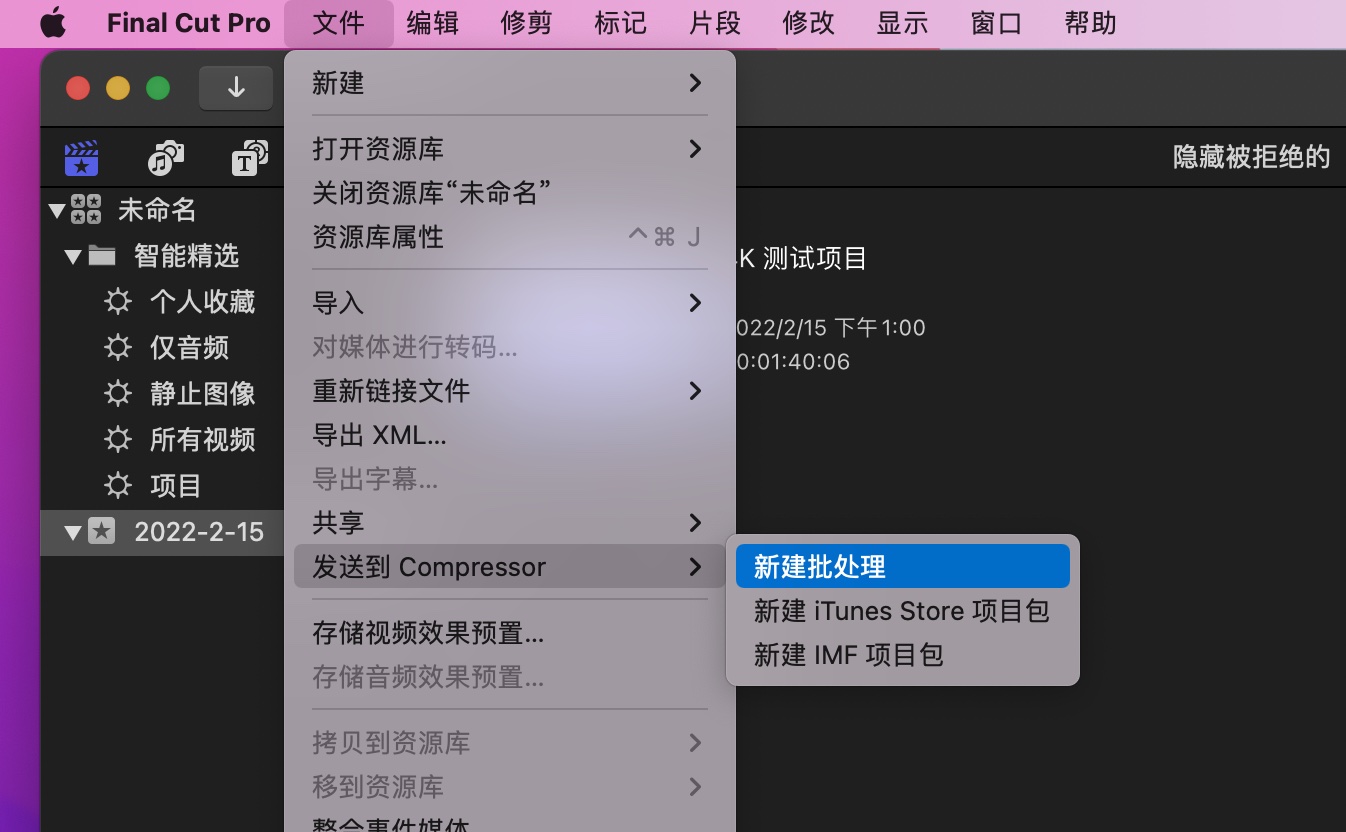 Final Cut Pro 文件 编辑 修剪 标记 片段 修改 显示 窗口 帮助
新建
打开资源库
关闭资源库“未命名”
资源库属性 ^⌘ J
导入
对媒体进行转码...
重新链接文件
导出 XML...
导出字幕...
共享
发送到 Compressor
存储视频效果预置...
存储音频效果预置...
拷贝到资源库
移到资源库
整合事件媒体
新建批处理
新建 iTunes Store 项目包
新建 IMF 项目包
未命名
智能精选
个人收藏
仅音频
静止图像
所有视频
项目
2022-2-15
隐藏被拒绝的
K 测试项目
022/2/15 下午1:00
0:01:40:06